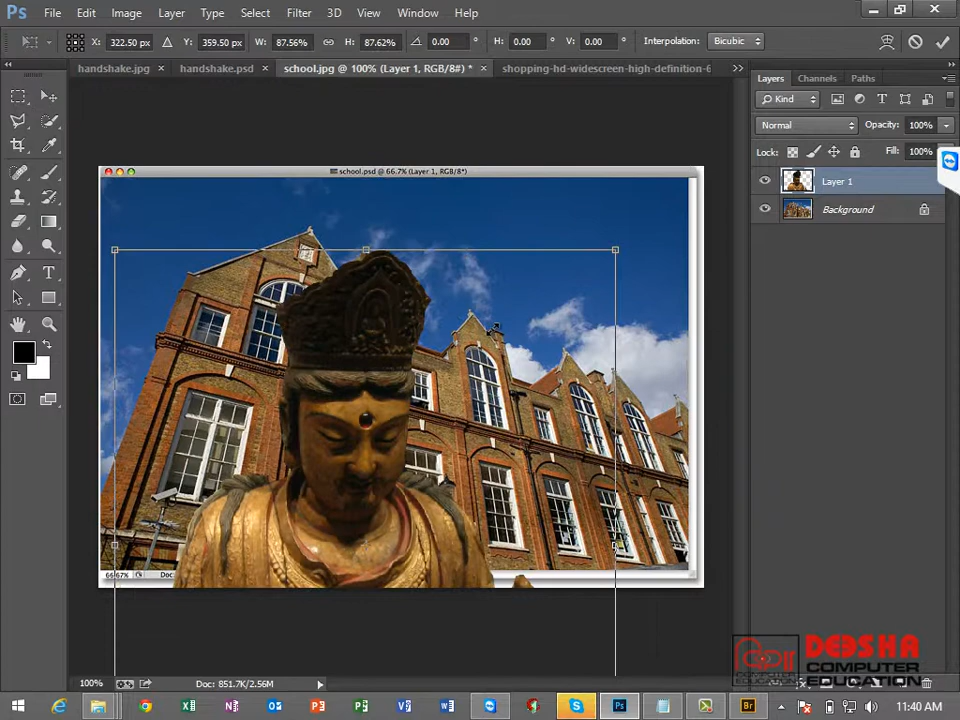 Ps File Edit Image Layer Type Select Filter 3D View Window Help
X: 322.50 px Y: 359.50 px W: 87.56% H: 87.62% 0.00 ° H: 0.00 ° V: 0.00 ° Interpolation: Bicubic
handshake.jpg × handshake.psd × school.jpg @ 100% (Layer 1, RGB/8#) * × shopping-hd-widescreen-high-definition-6
Layers Channels Paths
Kind
Normal Opacity: 100%
Lock: Fill: 100%
school.psd @ 66.7% (Layer 1, RGB/8*)
Layer 1
Background
66.67% Doc:
DEESHA
COMPUTER
EDUCATION
100% Doc: 851.7K/2.56M
11:40 AM